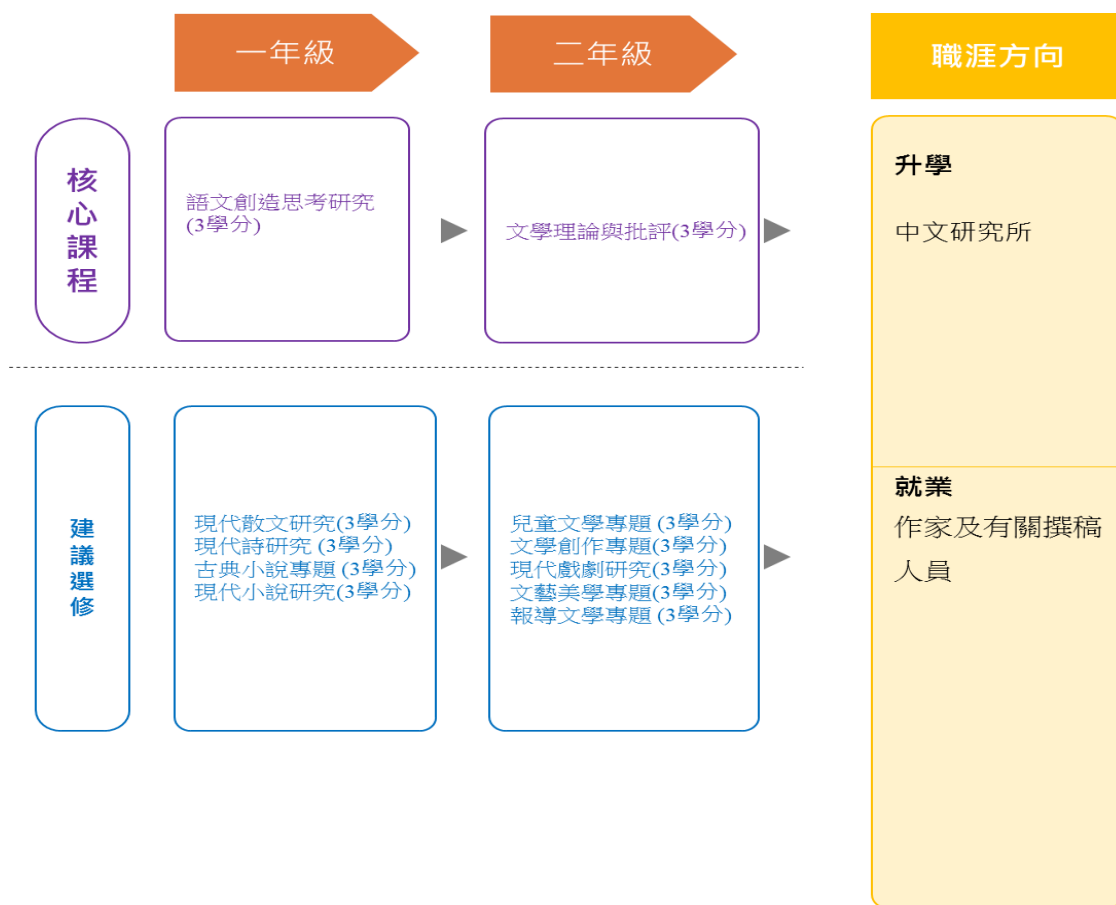 一年級
二年級
職涯方向
核心課程
語文創造思考研究
(3學分)
文學理論與批評(3學分)
升學
中文研究所
建議選修
現代散文研究(3學分)
現代詩研究 (3學分)
古典小說專題 (3學分)
現代小說研究(3學分)
兒童文學專題 (3學分)
文學創作專題(3學分)
現代戲劇研究(3學分)
文藝美學專題(3學分)
報導文學專題 (3學分)
就業
作家及有關撰稿
人員